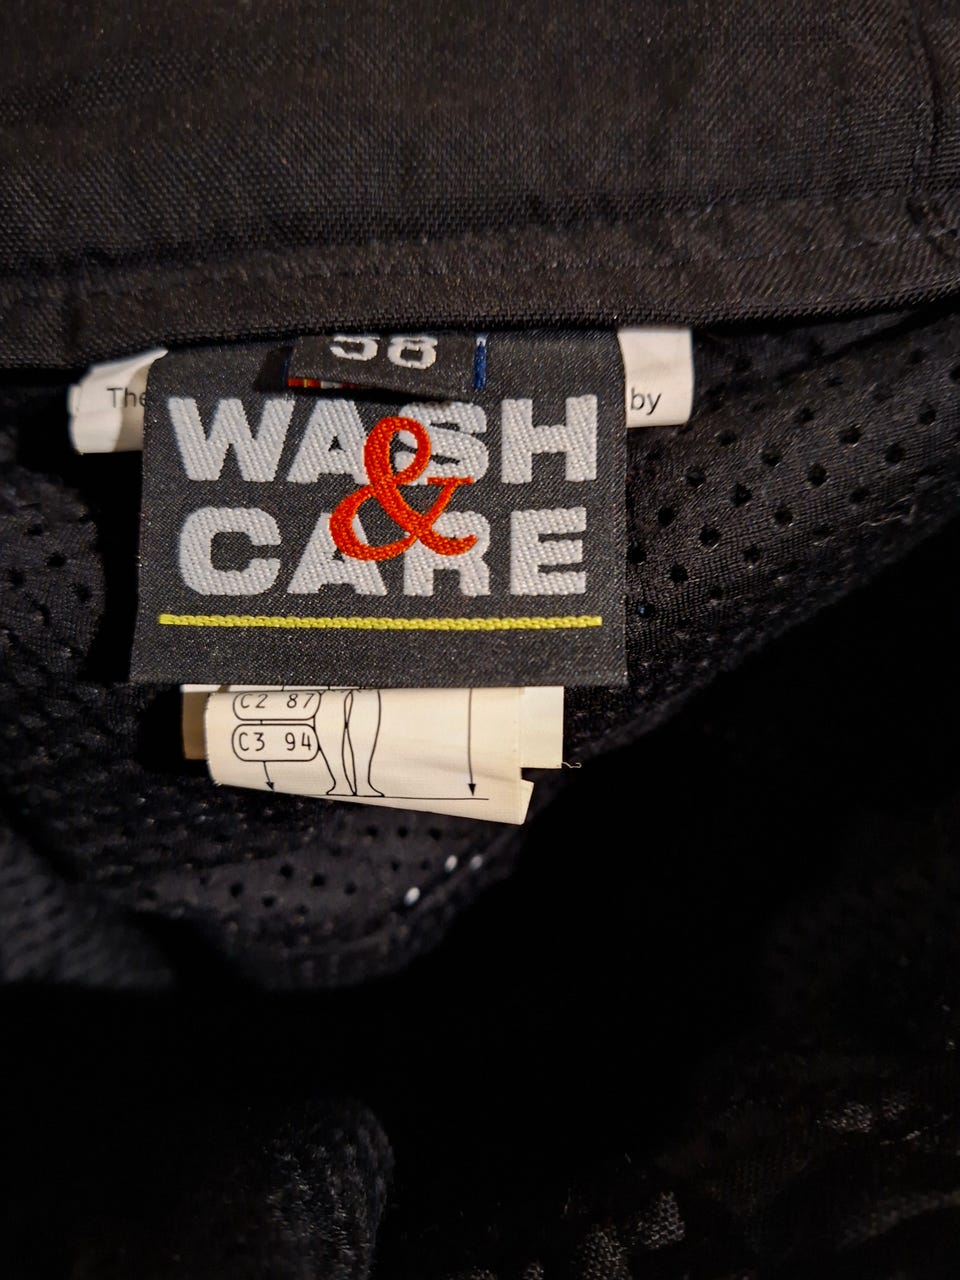 58
The
by
WASH
&
CARE
C2 87
C3 94